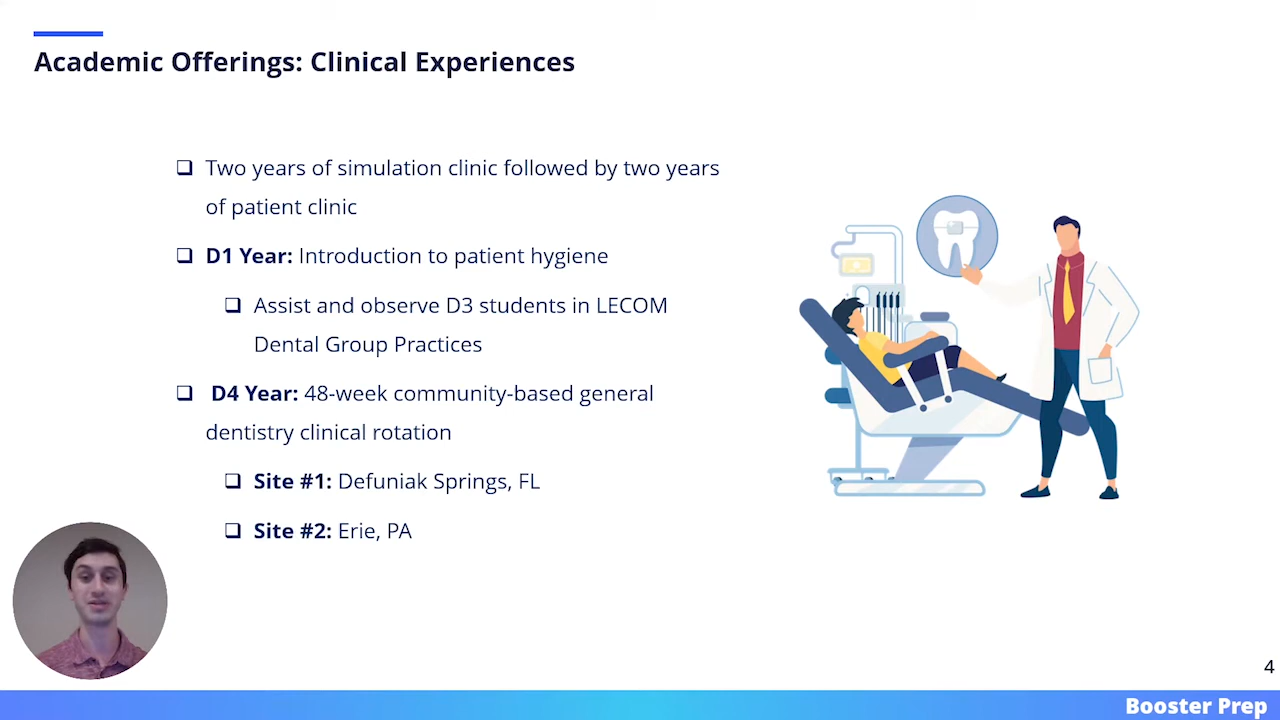 Academic Offerings: Clinical Experiences
❑ Two years of simulation clinic followed by two years
of patient clinic
❑ D1 Year: Introduction to patient hygiene
❑ Assist and observe D3 students in LECOM
Dental Group Practices
❑ D4 Year: 48-week community-based general
dentistry clinical rotation
❑ Site #1: Defuniak Springs, FL
❑ Site #2: Erie, PA
4
Booster Prep